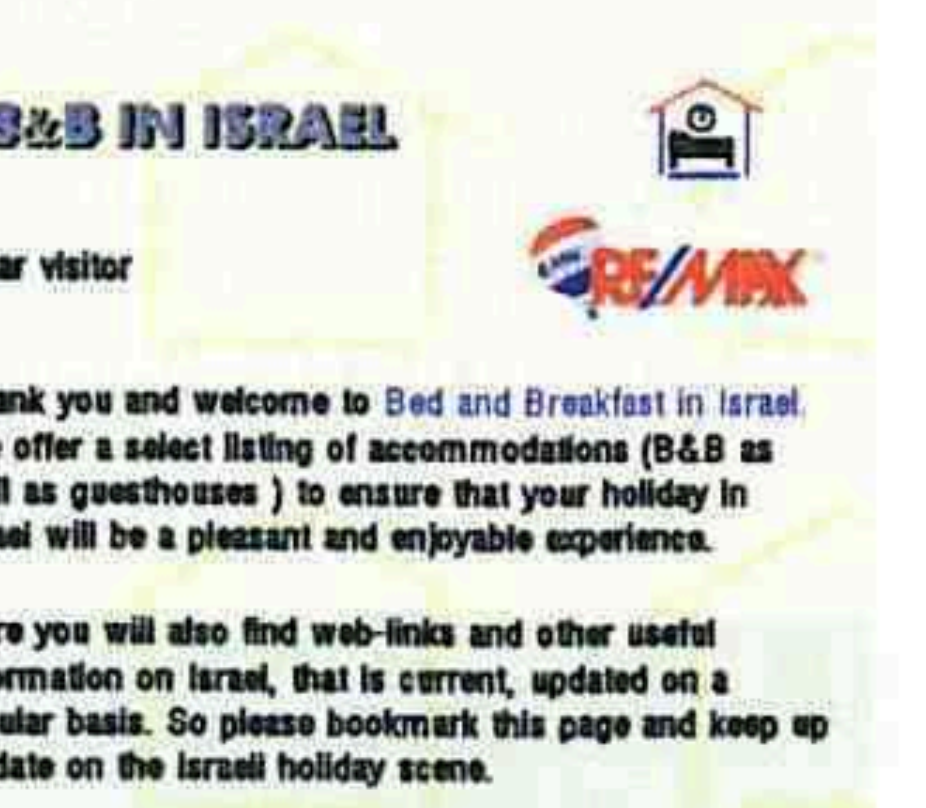 B&B IN ISRAEL
ar visitor
RE/MAX
ank you and welcome to Bed and Breakfast in Israel.
offer a select listing of accommodations (B&B as
l as guesthouses ) to ensure that your holiday in
ael will be a pleasant and enjoyable experience.
re you will also find web-links and other useful
ormation on Israel, that is current, updated on a
ular basis. So please bookmark this page and keep up
date on the Israeli holiday scene.